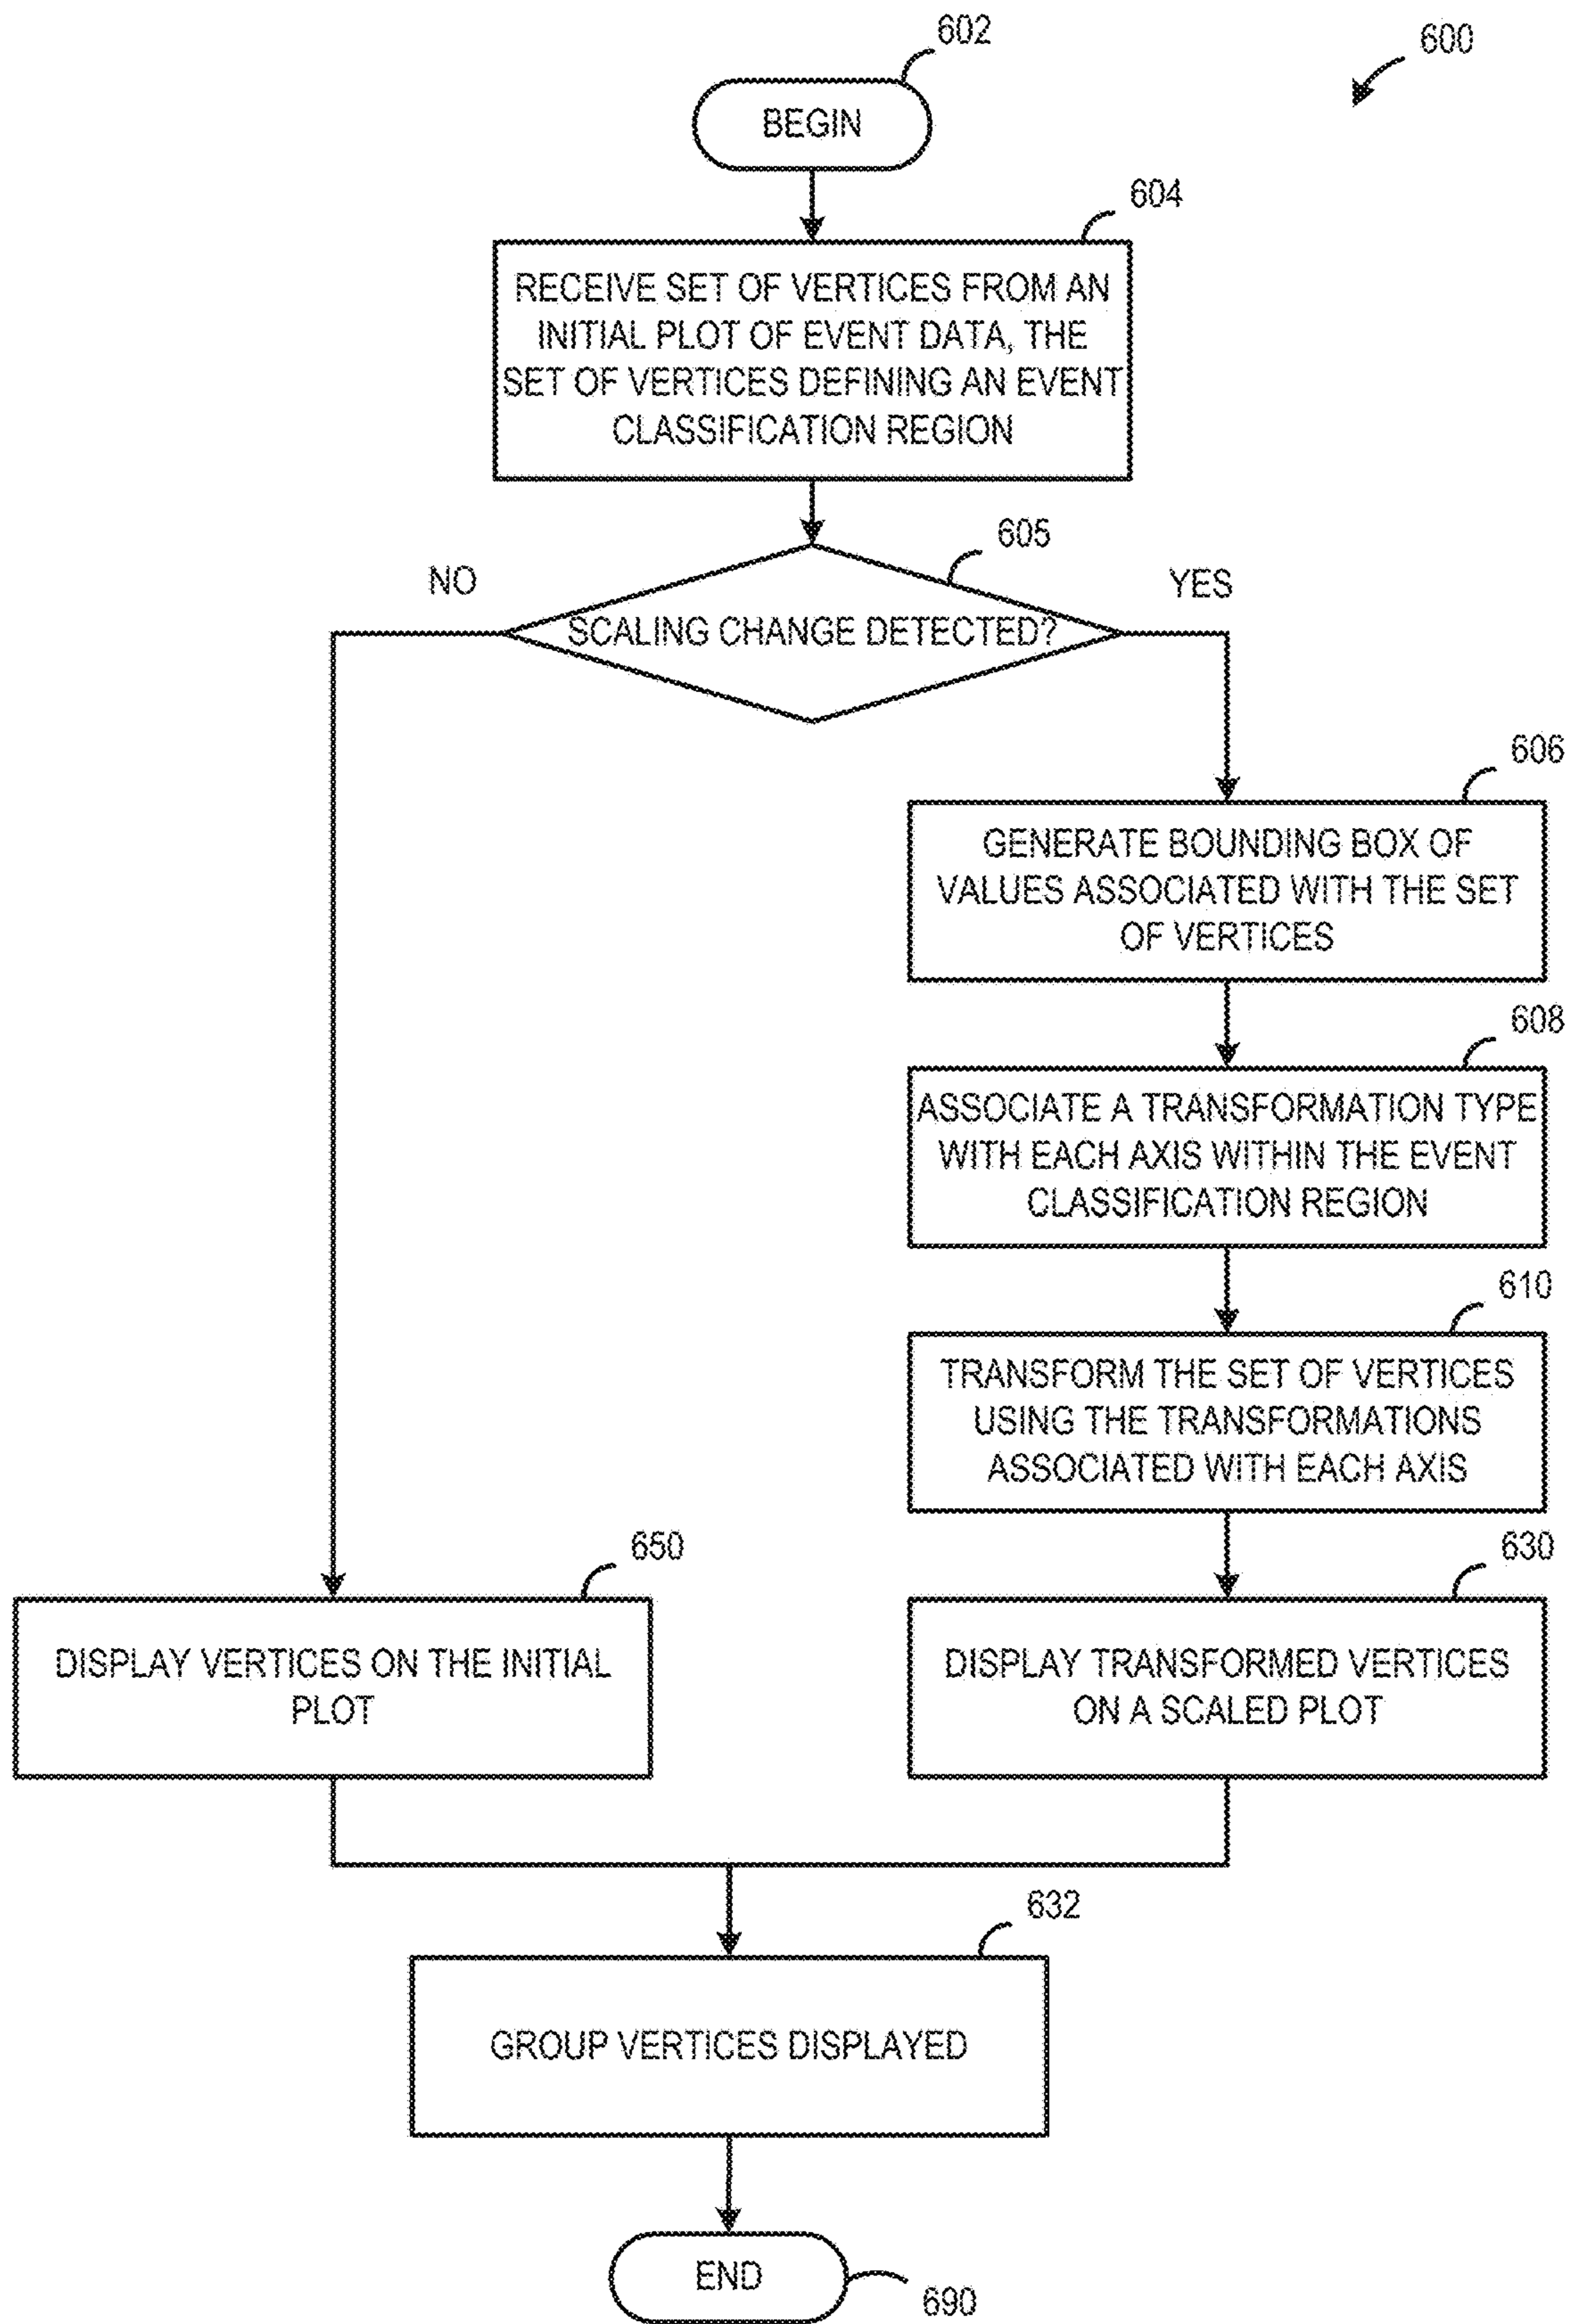 602
600
BEGIN
604
RECEIVE SET OF VERTICES FROM AN
INITIAL PLOT OF EVENT DATA, THE
SET OF VERTICES DEFINING AN EVENT
CLASSIFICATION REGION
605
NO
YES
SCALING CHANGE DETECTED?
606
GENERATE BOUNDING BOX OF
VALUES ASSOCIATED WITH THE SET
OF VERTICES
608
ASSOCIATE A TRANSFORMATION TYPE
WITH EACH AXIS WITHIN THE EVENT
CLASSIFICATION REGION
610
TRANSFORM THE SET OF VERTICES
USING THE TRANSFORMATIONS
ASSOCIATED WITH EACH AXIS
650
DISPLAY VERTICES ON THE INITIAL
PLOT
630
DISPLAY TRANSFORMED VERTICES
ON A SCALED PLOT
632
GROUP VERTICES DISPLAYED
END
690